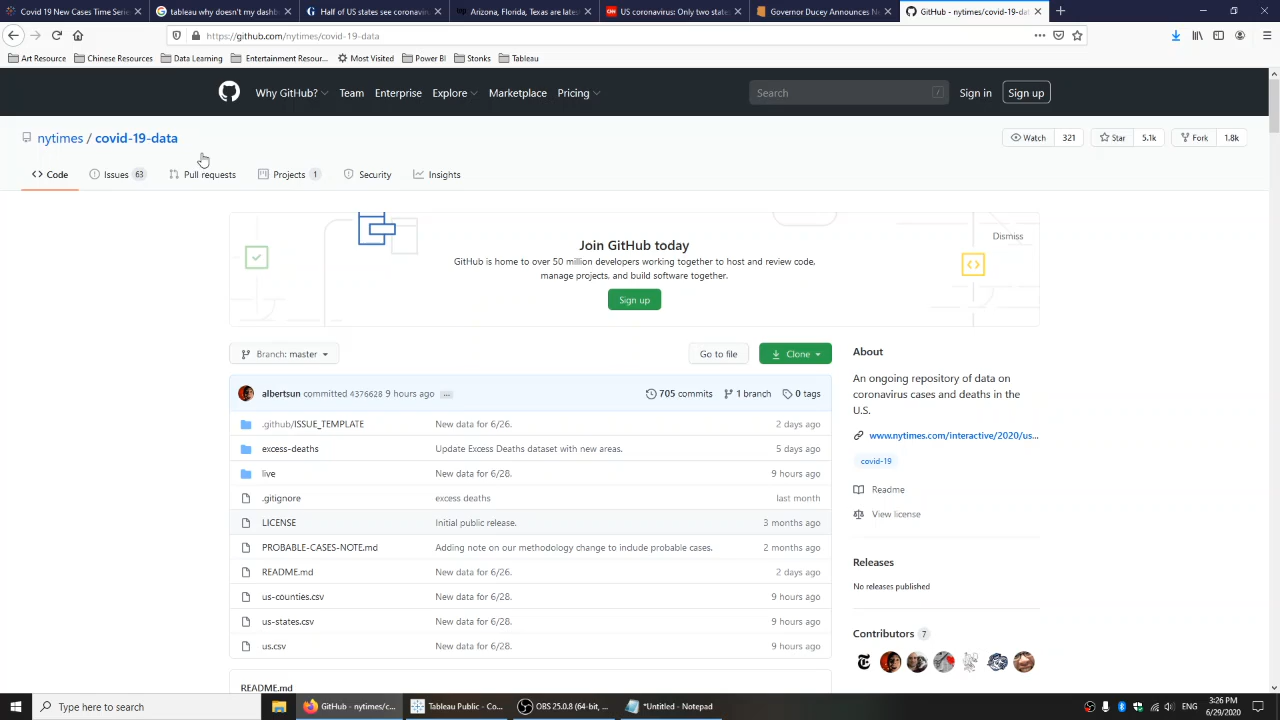 Covid 19 New Cases Time Series
tableau why doesn't my dashb
Half of US states see coronaviru
Arizona, Florida, Texas are latest
US coronavirus: Only two states
Governor Ducey Announces Ne
GitHub - nytimes/covid-19-dat
https://github.com/nytimes/covid-19-data
Art Resource Chinese Resources Data Learning Entertainment Resour... Most Visited Power BI Stonks Tableau
Why GitHub? Team Enterprise Explore Marketplace Pricing Search / Sign in Sign up
nytimes / covid-19-data Watch 321 Star 5.1k Fork 1.8k
Code Issues 63 Pull requests Projects 1 Security Insights
Join GitHub today
Dismiss
GitHub is home to over 50 million developers working together to host and review code,
manage projects, and build software together.
Sign up
Branch: master Go to file Clone
albertsun committed 4376628 9 hours ago ... 705 commits 1 branch 0 tags
.github/ISSUE_TEMPLATE New data for 6/26. 2 days ago
excess-deaths Update Excess Deaths dataset with new areas. 5 days ago
live New data for 6/28. 9 hours ago
.gitignore excess deaths last month
LICENSE Initial public release. 3 months ago
PROBABLE-CASES-NOTE.md Adding note on our methodology change to include probable cases. 2 months ago
README.md New data for 6/26. 2 days ago
us-counties.csv New data for 6/28. 9 hours ago
us-states.csv New data for 6/28. 9 hours ago
us.csv New data for 6/28. 9 hours ago
README.md
About
An ongoing repository of data on
coronavirus cases and deaths in the
U.S.
www.nytimes.com/interactive/2020/us...
covid-19
Readme
View license
Releases
No releases published
Contributors 7
Type here to search
GitHub - nytimes/c...
Tableau Public - Co...
OBS 25.0.8 (64-bit, ...
*Untitled - Notepad
ENG
3:26 PM
6/29/2020